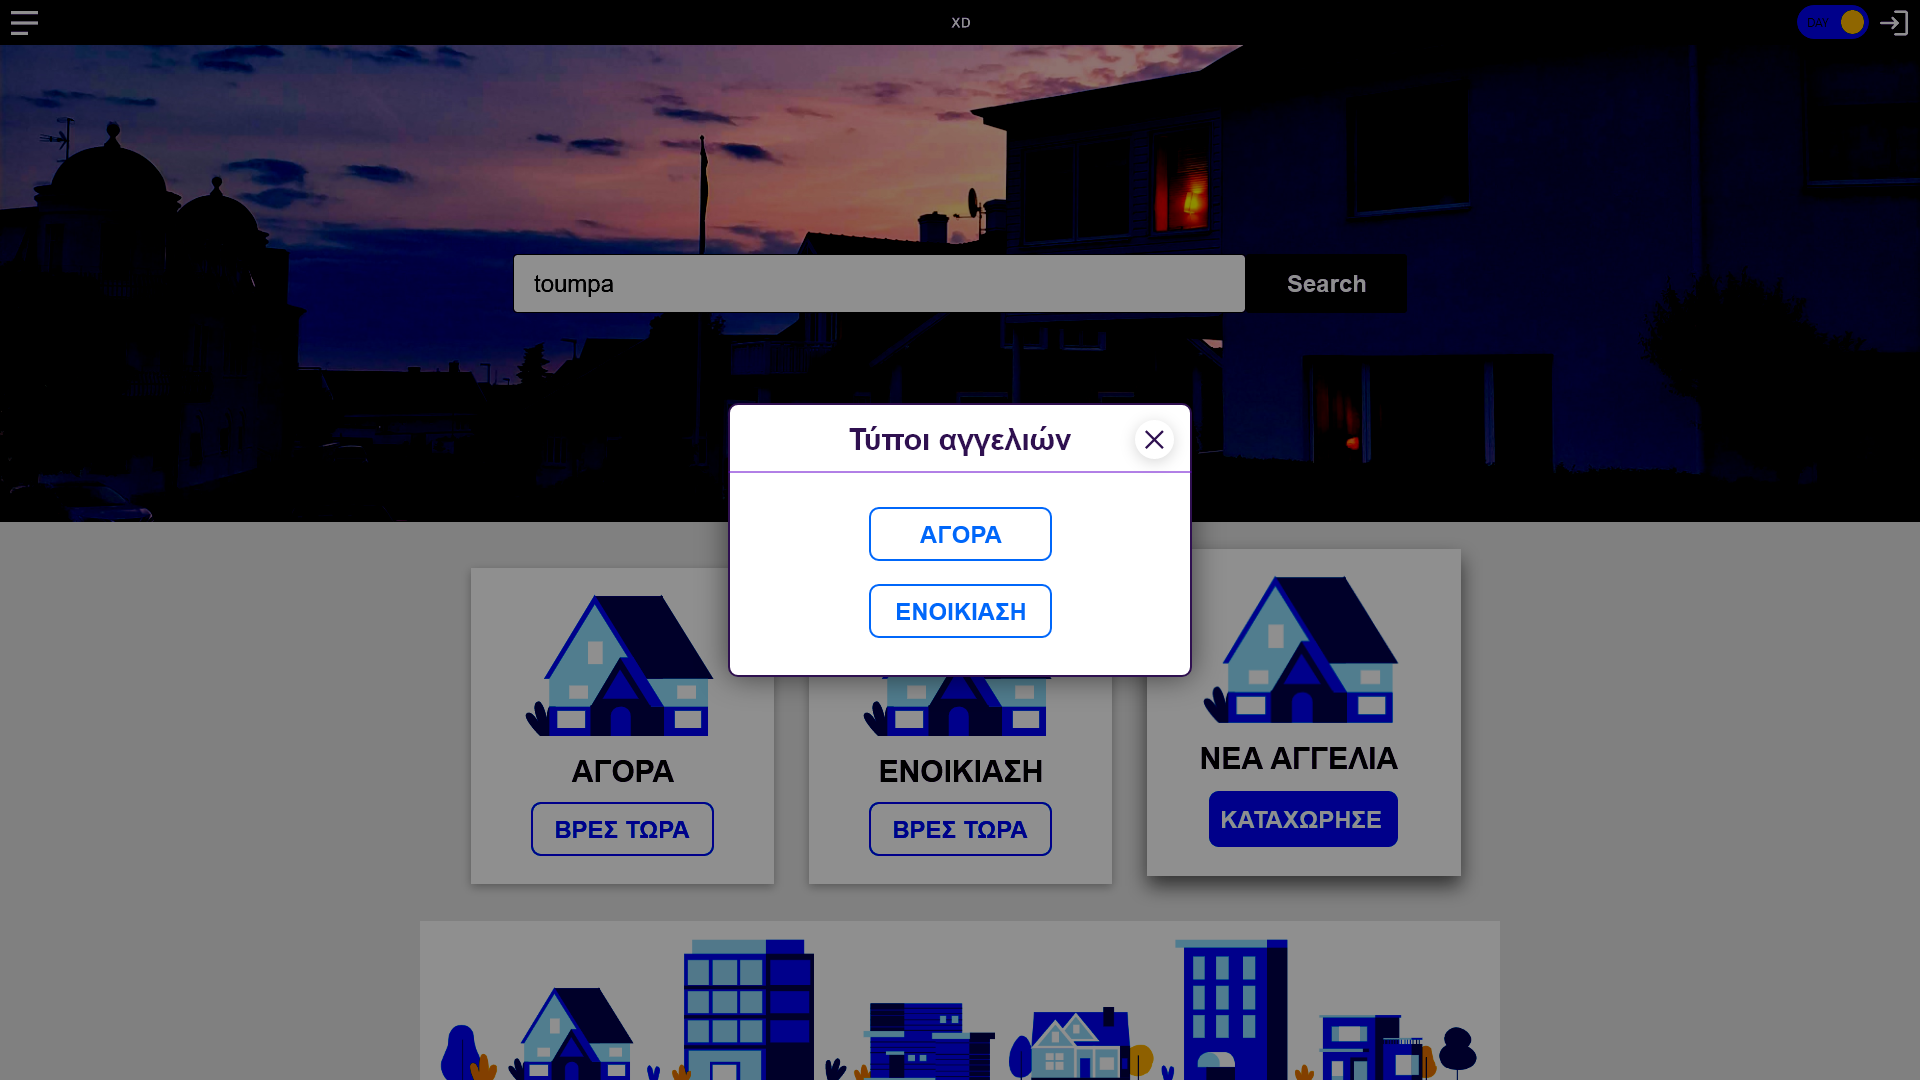 XD
DAY
toumpa
Search
Τύποι αγγελιών
ΑΓΟΡΑ
ΕΝΟΙΚΙΑΣΗ
ΑΓΟΡΑ
ΒΡΕΣ ΤΩΡΑ
ΕΝΟΙΚΙΑΣΗ
ΒΡΕΣ ΤΩΡΑ
ΝΕΑ ΑΓΓΕΛΙΑ
ΚΑΤΑΧΩΡΗΣΕ